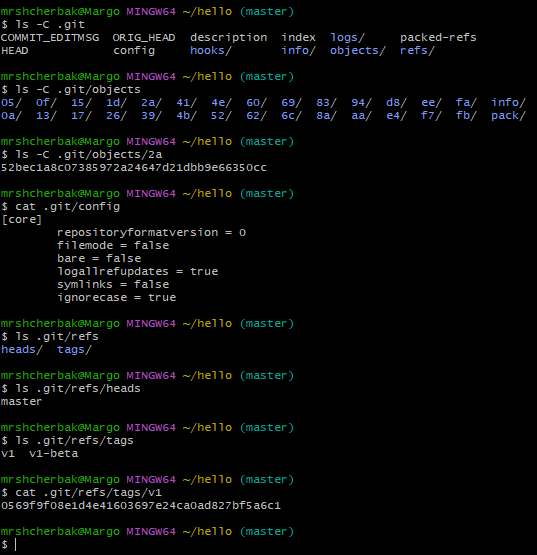 mrshcherbak@Margo MINGW64 ~/hello (master)
$ ls -C .git
COMMIT_EDITMSG  ORIG_HEAD  description  index  logs/     packed-refs
HEAD            config     hooks/       info/  objects/  refs/

mrshcherbak@Margo MINGW64 ~/hello (master)
$ ls -C .git/objects
05/  0f/  15/  1d/  2a/  41/  4e/  60/  69/  83/  94/  d8/  ee/  fa/  info/
0a/  13/  17/  26/  39/  4b/  52/  62/  6c/  8a/  aa/  e4/  f7/  fb/  pack/

mrshcherbak@Margo MINGW64 ~/hello (master)
$ ls -C .git/objects/2a
52bec1a8c07385972a24647d21dbb9e66350cc

mrshcherbak@Margo MINGW64 ~/hello (master)
$ cat .git/config
[core]
        repositoryformatversion = 0
        filemode = false
        bare = false
        logallrefupdates = true
        symlinks = false
        ignorecase = true

mrshcherbak@Margo MINGW64 ~/hello (master)
$ ls .git/refs
heads/  tags/

mrshcherbak@Margo MINGW64 ~/hello (master)
$ ls .git/refs/heads
master

mrshcherbak@Margo MINGW64 ~/hello (master)
$ ls .git/refs/tags
v1  v1-beta

mrshcherbak@Margo MINGW64 ~/hello (master)
$ cat .git/refs/tags/v1
0569f9f08e1d4e41603697e24ca0ad827bf5a6c1

mrshcherbak@Margo MINGW64 ~/hello (master)
$